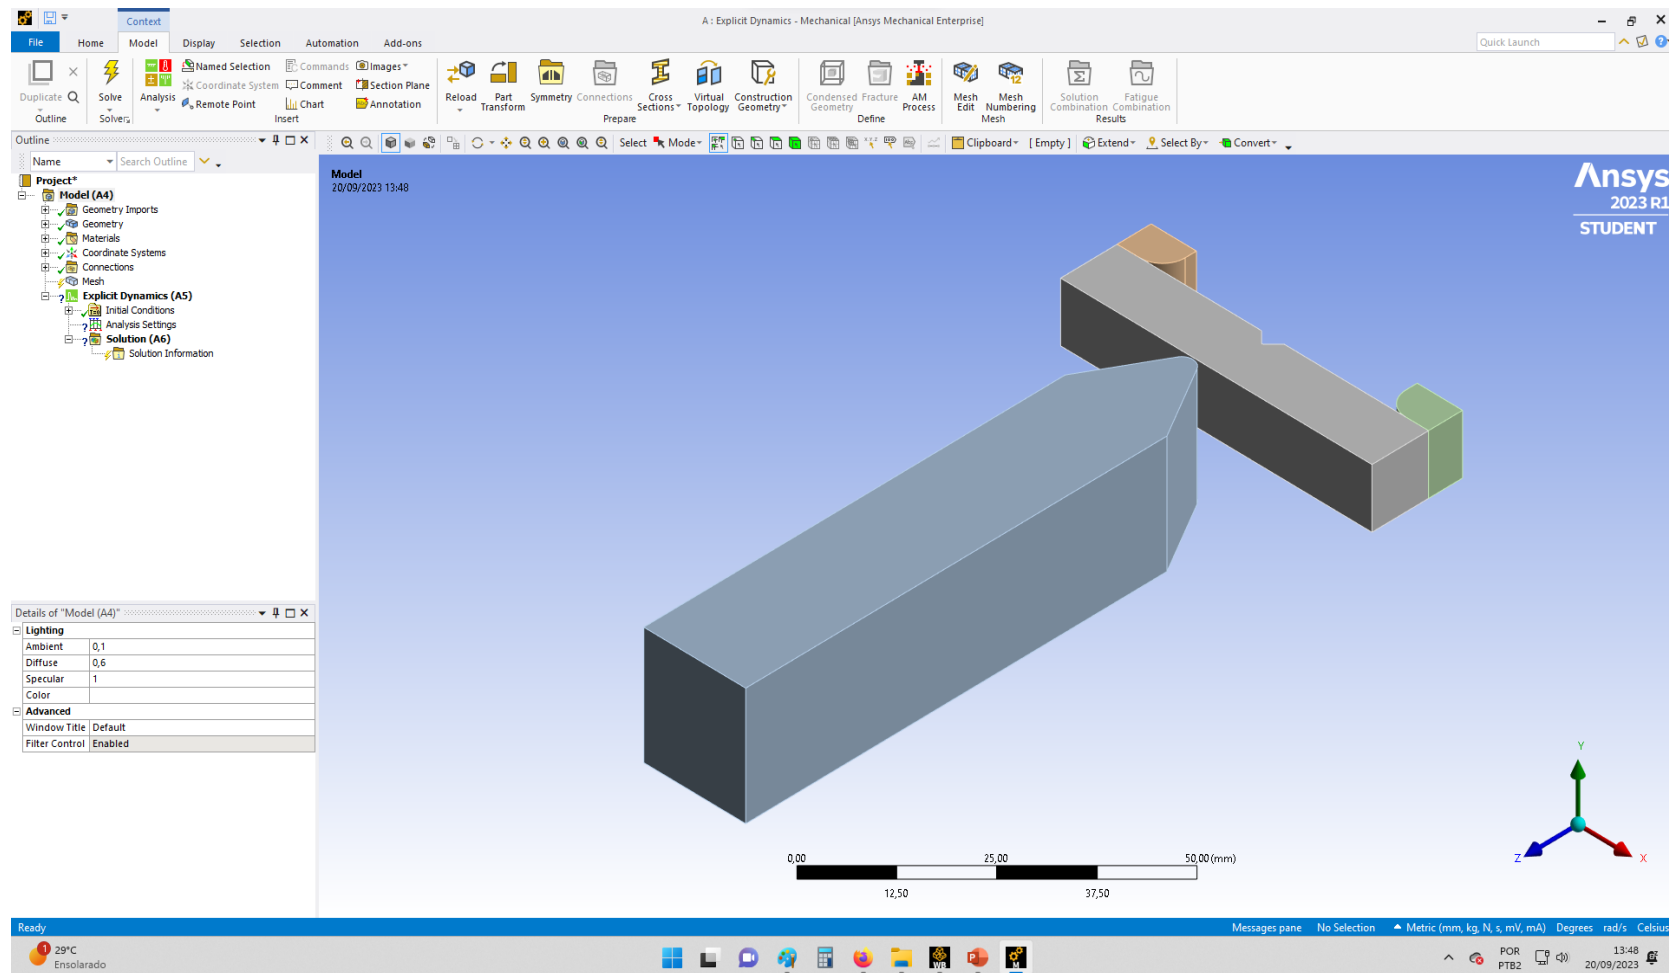 Context
A : Explicit Dynamics - Mechanical [Ansys Mechanical Enterprise]
File Home Model Display Selection Automation Add-ons
Quick Launch
Duplicate
Outline
Solve
Solver
Analysis
Named Selection
Coordinate System
Remote Point
Commands
Comment
Chart
Images
Section Plane
Annotation
Insert
Reload
Part Transform
Symmetry
Connections
Cross Sections
Virtual Topology
Construction Geometry
Prepare
Condensed Geometry
Fracture
AM Process
Define
Mesh Edit
Mesh Numbering
Mesh
Solution Combination
Fatigue Combination
Results
Outline
Name Search Outline
Select Mode Clipboard [ Empty ] Extend Select By Convert
Project*
Model (A4)
Geometry Imports
Geometry
Materials
Coordinate Systems
Connections
Mesh
Explicit Dynamics (A5)
Initial Conditions
Analysis Settings
Solution (A6)
Solution Information
Model
20/09/2023 13:48
Ansys
2023 R1
STUDENT
Details of "Model (A4)"
Lighting
Ambient 0,1
Diffuse 0,6
Specular 1
Color
Advanced
Window Title Default
Filter Control Enabled
0,00 25,00 50,00 (mm)
12,50 37,50
Y
Z X
Ready
Messages pane No Selection Metric (mm, kg, N, s, mV, mA) Degrees rad/s Celsius
1
29°C
Ensolarado
WB
P
M
POR
PTB2
13:48
20/09/2023